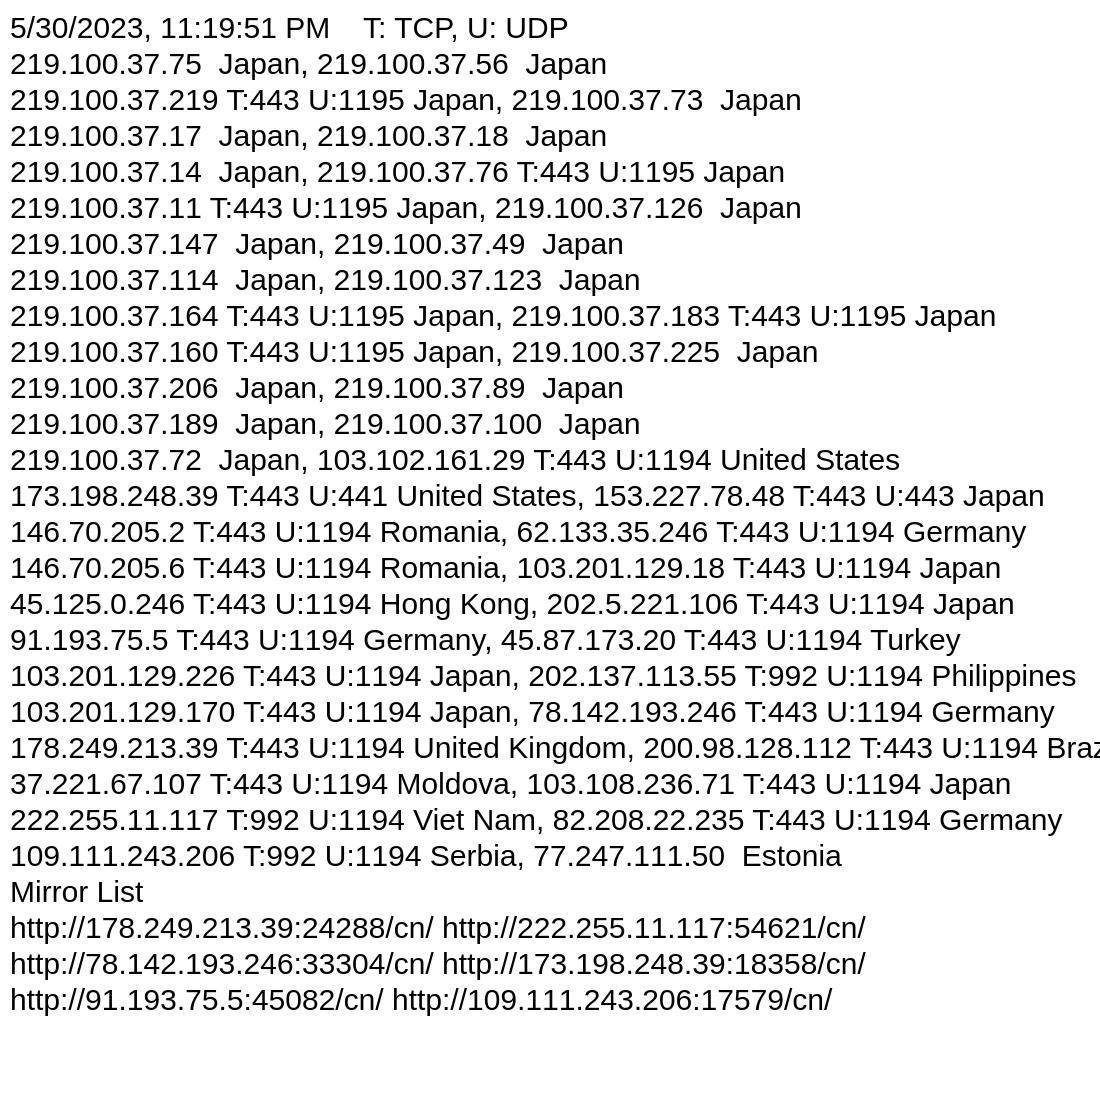 5/30/2023, 11:19:51 PM    T: TCP, U: UDP
219.100.37.75  Japan, 219.100.37.56  Japan
219.100.37.219 T:443 U:1195 Japan, 219.100.37.73  Japan
219.100.37.17  Japan, 219.100.37.18  Japan
219.100.37.14  Japan, 219.100.37.76 T:443 U:1195 Japan
219.100.37.11 T:443 U:1195 Japan, 219.100.37.126  Japan
219.100.37.147  Japan, 219.100.37.49  Japan
219.100.37.114  Japan, 219.100.37.123  Japan
219.100.37.164 T:443 U:1195 Japan, 219.100.37.183 T:443 U:1195 Japan
219.100.37.160 T:443 U:1195 Japan, 219.100.37.225  Japan
219.100.37.206  Japan, 219.100.37.89  Japan
219.100.37.189  Japan, 219.100.37.100  Japan
219.100.37.72  Japan, 103.102.161.29 T:443 U:1194 United States
173.198.248.39 T:443 U:441 United States, 153.227.78.48 T:443 U:443 Japan
146.70.205.2 T:443 U:1194 Romania, 62.133.35.246 T:443 U:1194 Germany
146.70.205.6 T:443 U:1194 Romania, 103.201.129.18 T:443 U:1194 Japan
45.125.0.246 T:443 U:1194 Hong Kong, 202.5.221.106 T:443 U:1194 Japan
91.193.75.5 T:443 U:1194 Germany, 45.87.173.20 T:443 U:1194 Turkey
103.201.129.226 T:443 U:1194 Japan, 202.137.113.55 T:992 U:1194 Philippines
103.201.129.170 T:443 U:1194 Japan, 78.142.193.246 T:443 U:1194 Germany
178.249.213.39 T:443 U:1194 United Kingdom, 200.98.128.112 T:443 U:1194 Braz
37.221.67.107 T:443 U:1194 Moldova, 103.108.236.71 T:443 U:1194 Japan
222.255.11.117 T:992 U:1194 Viet Nam, 82.208.22.235 T:443 U:1194 Germany
109.111.243.206 T:992 U:1194 Serbia, 77.247.111.50  Estonia
Mirror List
http://178.249.213.39:24288/cn/ http://222.255.11.117:54621/cn/
http://78.142.193.246:33304/cn/ http://173.198.248.39:18358/cn/
http://91.193.75.5:45082/cn/ http://109.111.243.206:17579/cn/